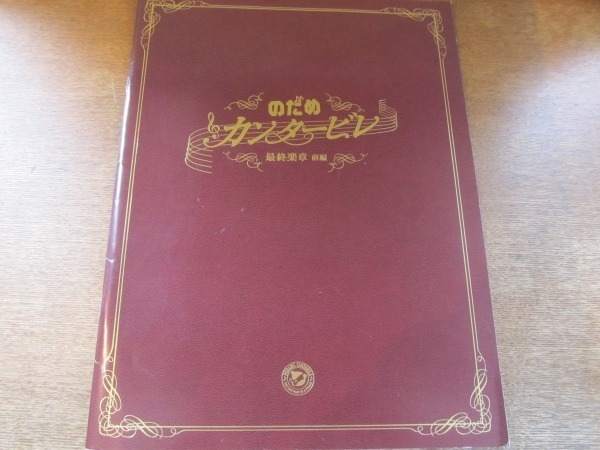 のだめ
カンタービレ
最終楽章 前編